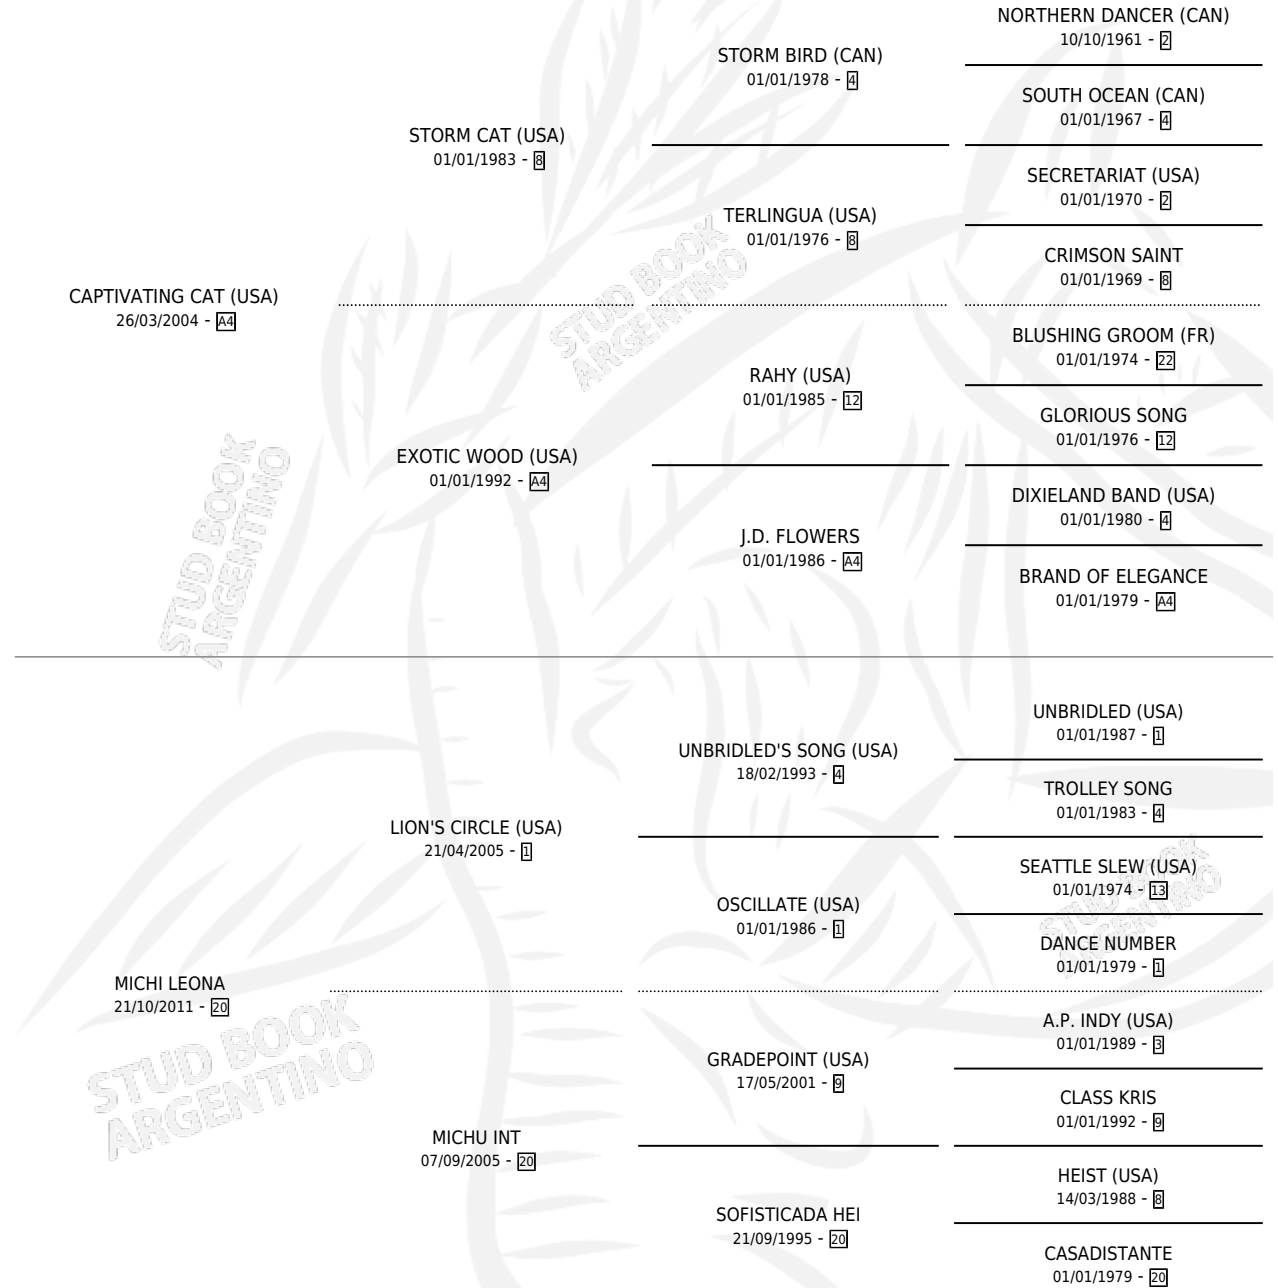 NORTHERN DANCER (CAN)
10/10/1961 - 2
STORM BIRD (CAN)
01/01/1978 - 4
SOUTH OCEAN (CAN)
01/01/1967 - 4
STORM CAT (USA)
01/01/1983 - 8
SECRETARIAT (USA)
01/01/1970 - 2
TERLINGUA (USA)
01/01/1976 - 8
CRIMSON SAINT
01/01/1969 - 8
CAPTIVATING CAT (USA)
26/03/2004 - A4
BLUSHING GROOM (FR)
01/01/1974 - 22
RAHY (USA)
01/01/1985 - 12
GLORIOUS SONG
01/01/1976 - 12
EXOTIC WOOD (USA)
01/01/1992 - A4
DIXIELAND BAND (USA)
01/01/1980 - 4
J.D. FLOWERS
01/01/1986 - A4
BRAND OF ELEGANCE
01/01/1979 - A4
UNBRIDLED (USA)
01/01/1987 - 1
UNBRIDLED'S SONG (USA)
18/02/1993 - 4
TROLLEY SONG
01/01/1983 - 4
LION'S CIRCLE (USA)
21/04/2005 - 1
SEATTLE SLEW (USA)
01/01/1974 - 13
OSCILLATE (USA)
01/01/1986 - 1
DANCE NUMBER
01/01/1979 - 1
MICHI LEONA
21/10/2011 - 20
A.P. INDY (USA)
01/01/1989 - 3
GRADEPOINT (USA)
17/05/2001 - 9
CLASS KRIS
01/01/1992 - 9
MICHU INT
07/09/2005 - 20
HEIST (USA)
14/03/1988 - 8
SOFISTICADA HEI
21/09/1995 - 20
CASADISTANTE
01/01/1979 - 20
STUD BOOK
ARGENTINO
STUD BOOK
ARGENTINO
STUD BOOK
ARGENTINO
STUD BOOK
ARGENTINO